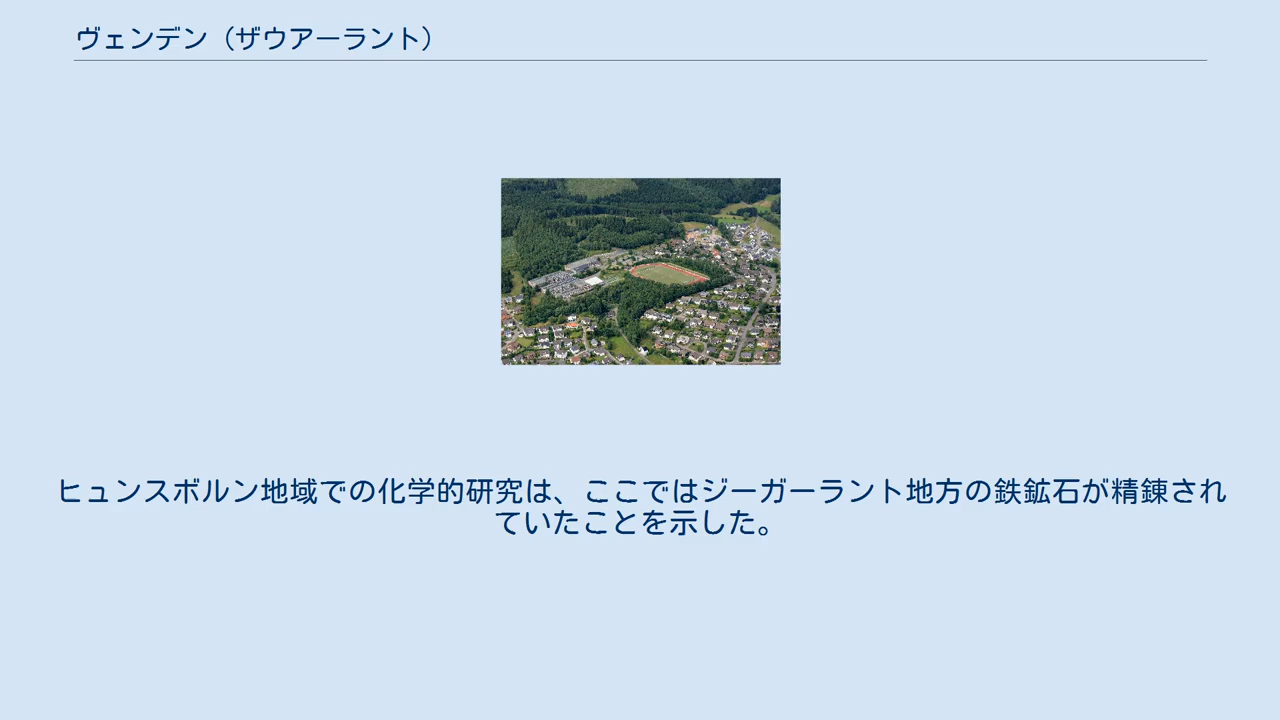 ヴェンデン（ザウアーラント）
ヒュンスボルン地域での化学的研究は、ここではジーガーラント地方の鉄鉱石が精錬され
ていたことを示した。